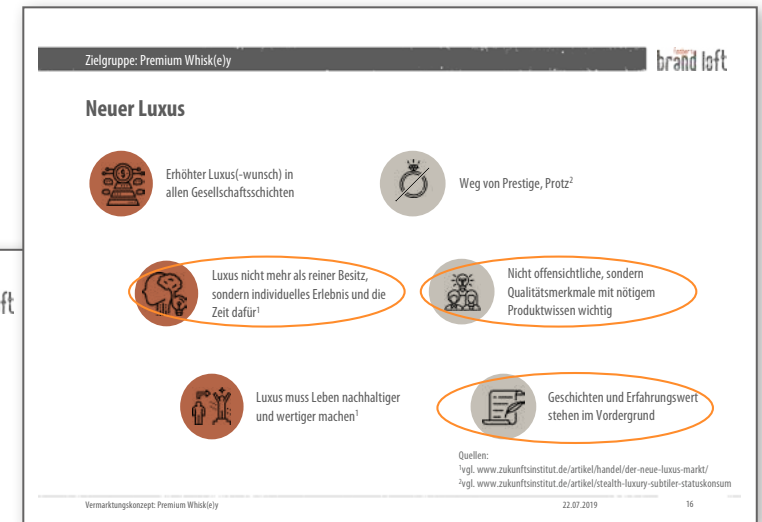 Zielgruppe: Premium Whisk(e)y
brand loft
Neuer Luxus
Erhöhter Luxus(-wunsch) in
allen Gesellschaftsschichten
Weg von Prestige, Protz²
Luxus nicht mehr als reiner Besitz,
sondern individuelles Erlebnis und die
Zeit dafür¹
Nicht offensichtliche, sondern
Qualitätsmerkmale mit nötigem
Produktwissen wichtig
ft
Luxus muss Leben nachhaltiger
und wertiger machen¹
Geschichten und Erfahrungswert
stehen im Vordergrund
Quellen:
¹vgl. www.zukunftsinstitut.de/artikel/handel/der-neue-luxus-markt/
²vgl. www.zukunftsinstitut.de/artikel/stealth-luxury-subtiler-statuskonsum
Vermarktungskonzept: Premium Whisk(e)y
22.07.2019
16